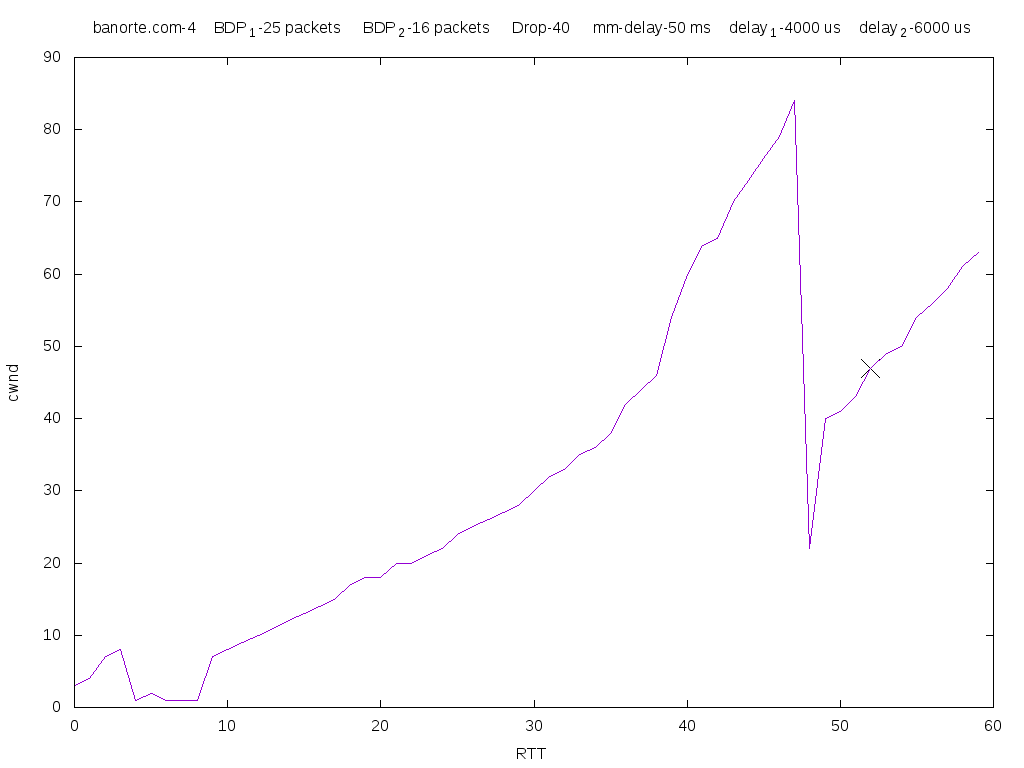 banorte.com-4 BDP1-25 packets BDP2-16 packets Drop-40 mm-delay-50 ms delay1-4000 us delay2-6000 us
90
80
70
60
50
40
30
20
10
0
cwnd
0 10 20 30 40 50 60
RTT